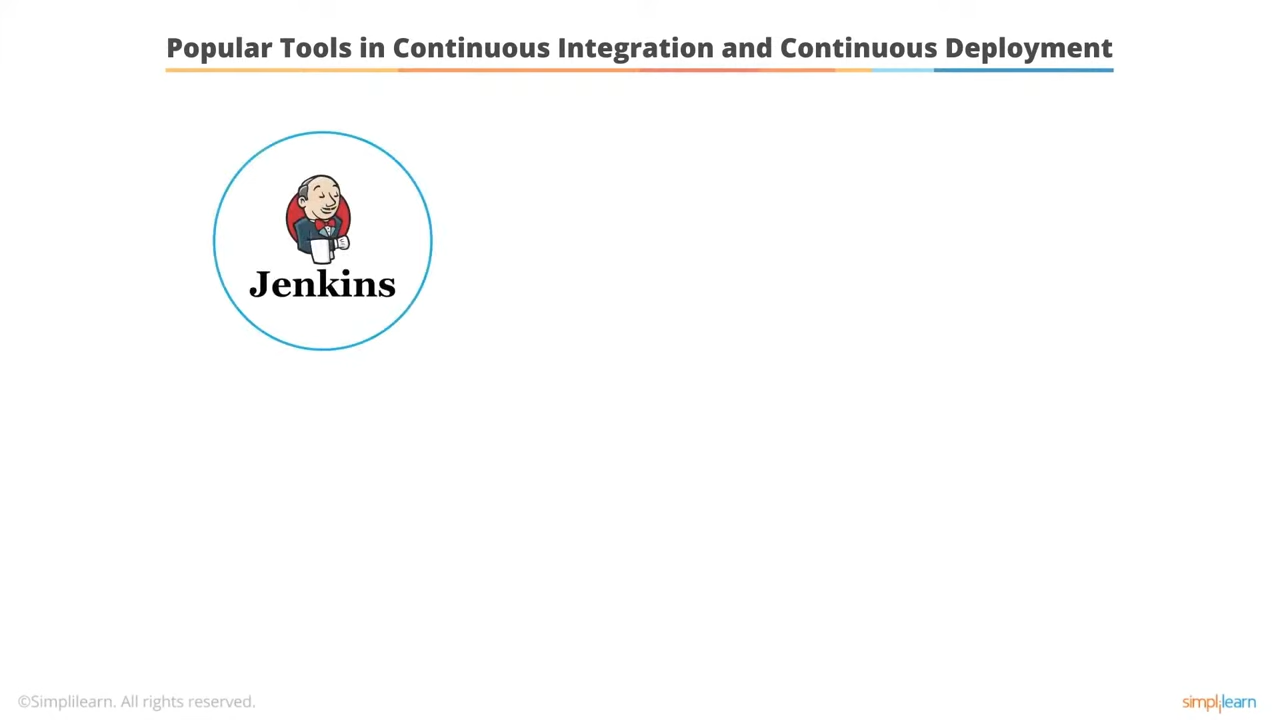 Popular Tools in Continuous Integration and Continuous Deployment
Jenkins
©Simplilearn. All rights reserved.
simplilearn